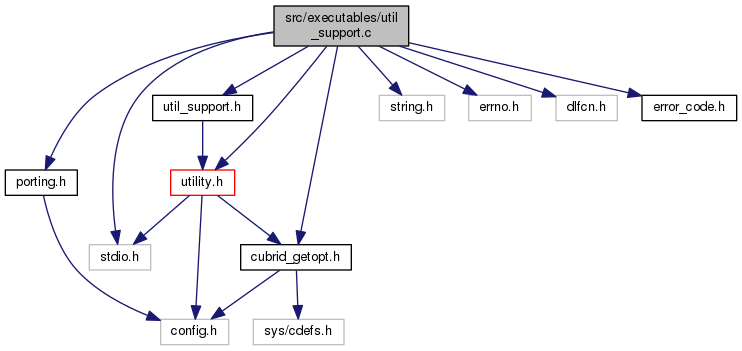 src/executables/util
_support.c
util_support.h
string.h
errno.h
dlfcn.h
error_code.h
porting.h
utility.h
stdio.h
cubrid_getopt.h
config.h
sys/cdefs.h